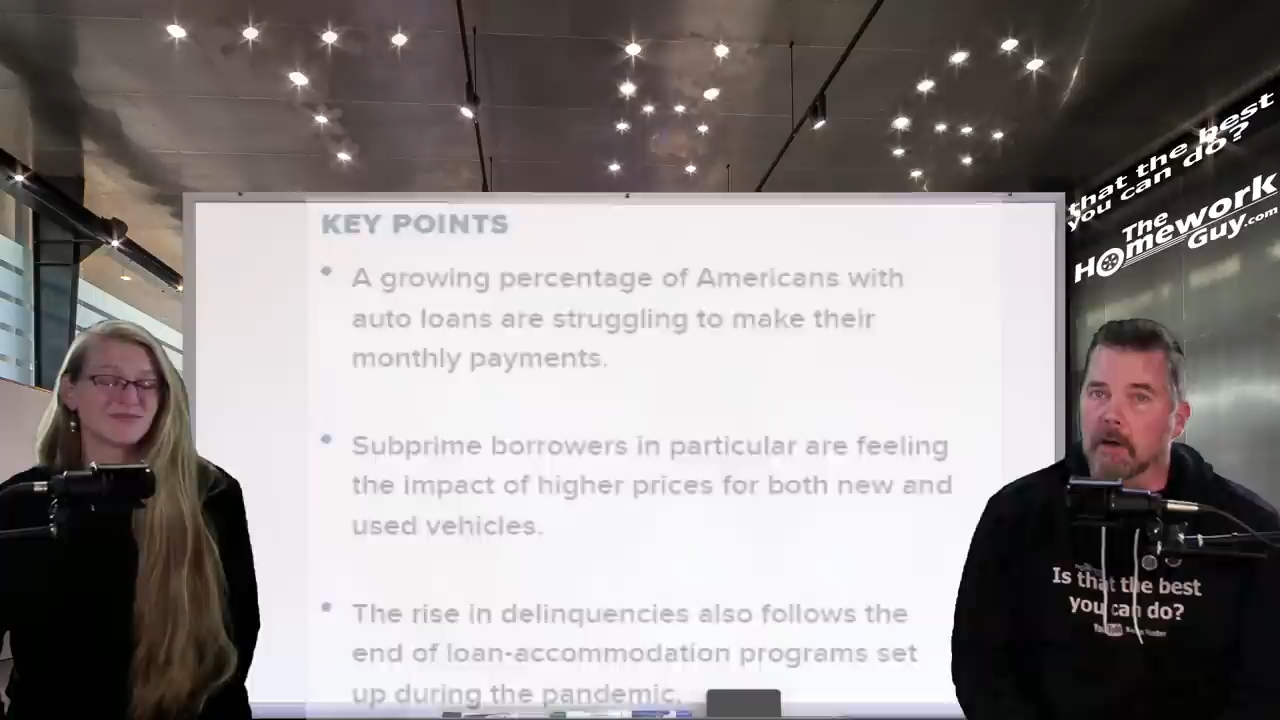 KEY POINTS
• A growing percentage of Americans with
auto loans are struggling to make their
monthly payments.
• Subprime borrowers in particular are feeling
the impact of higher prices for both new and
used vehicles.
• The rise in delinquencies also follows the
end of loan-accommodation programs set
up during the pandemic.
that the best
you can do?
The
Homework
Guy.com
Is that the best
you can do?